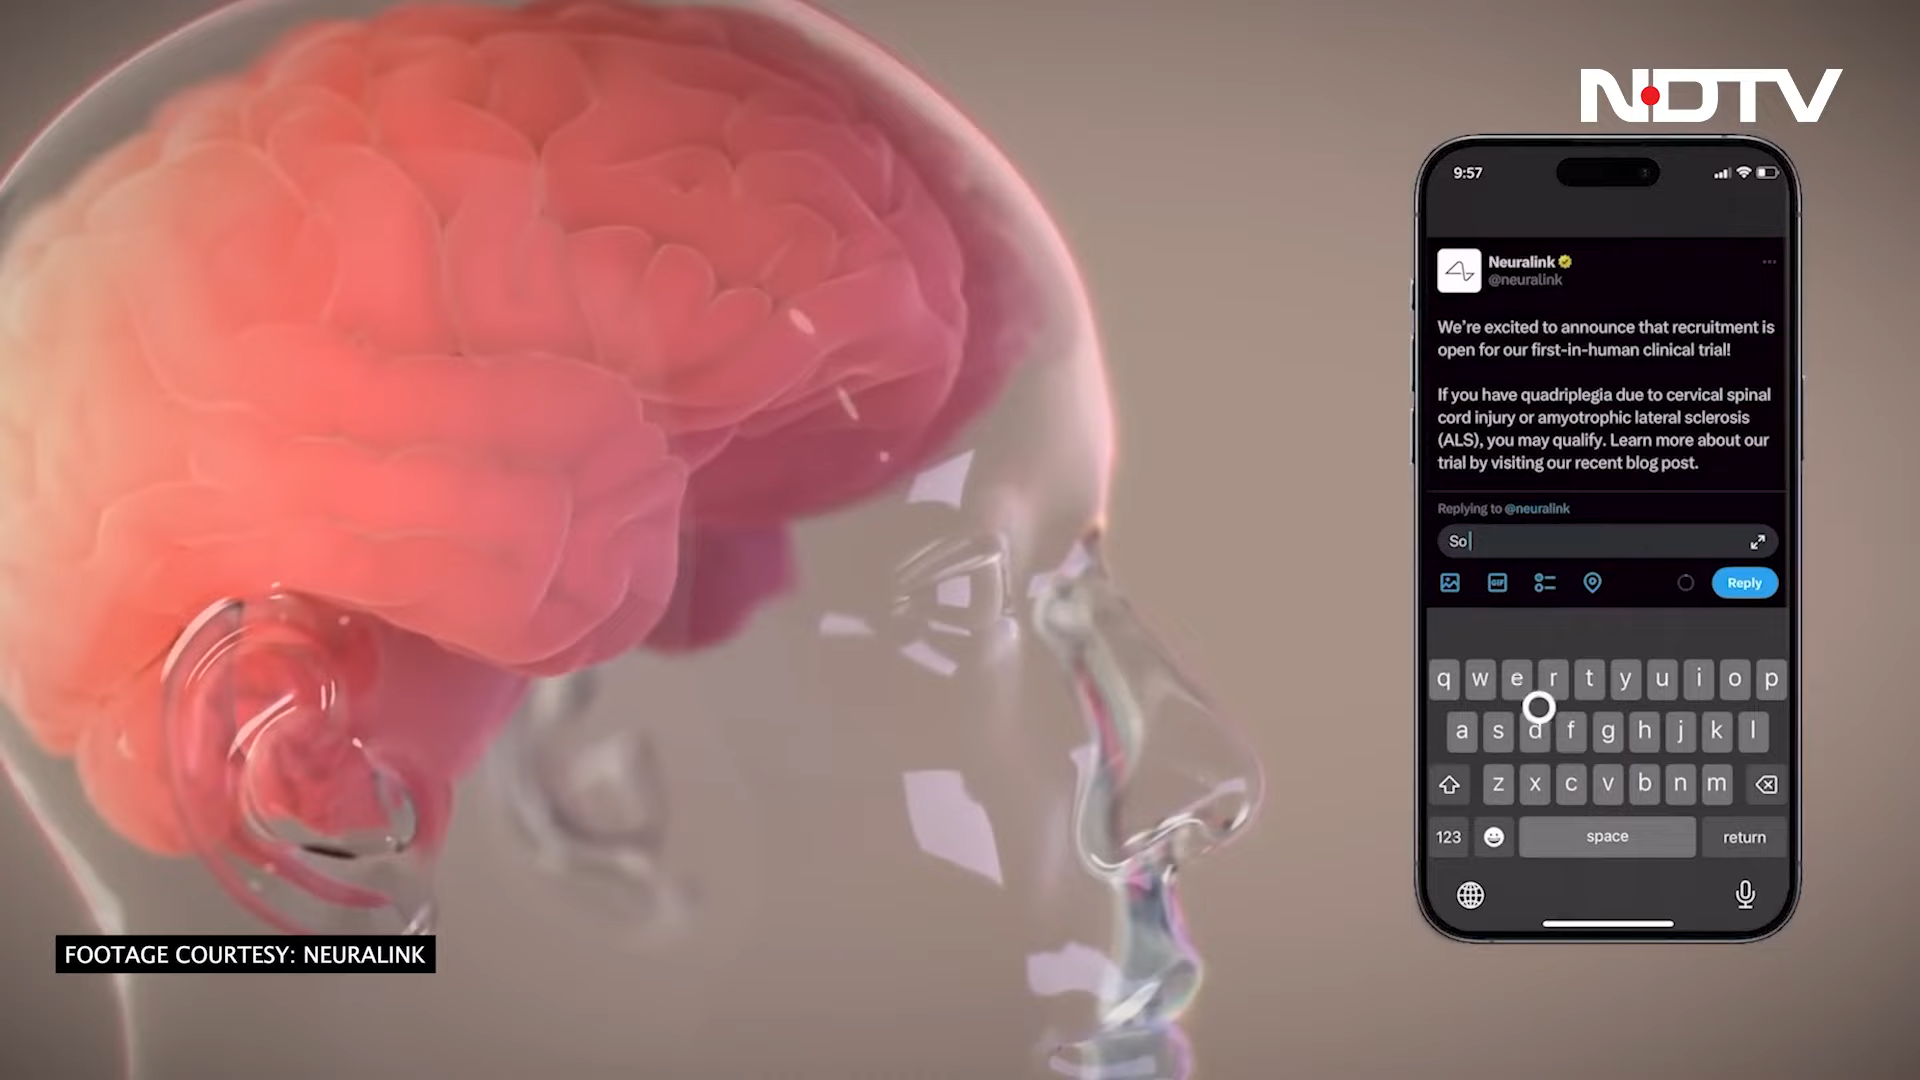 NDTV
9:57
Neuralink
@neuralink
We're excited to announce that recruitment is
open for our first-in-human clinical trial!
If you have quadriplegia due to cervical spinal
cord injury or amyotrophic lateral sclerosis
(ALS), you may qualify. Learn more about our
trial by visiting our recent blog post.
Replying to @neuralink
So
GIF
Reply
q w e r t y u i o p
a s d f g h j k l
z x c v b n m
123 space return
FOOTAGE COURTESY: NEURALINK